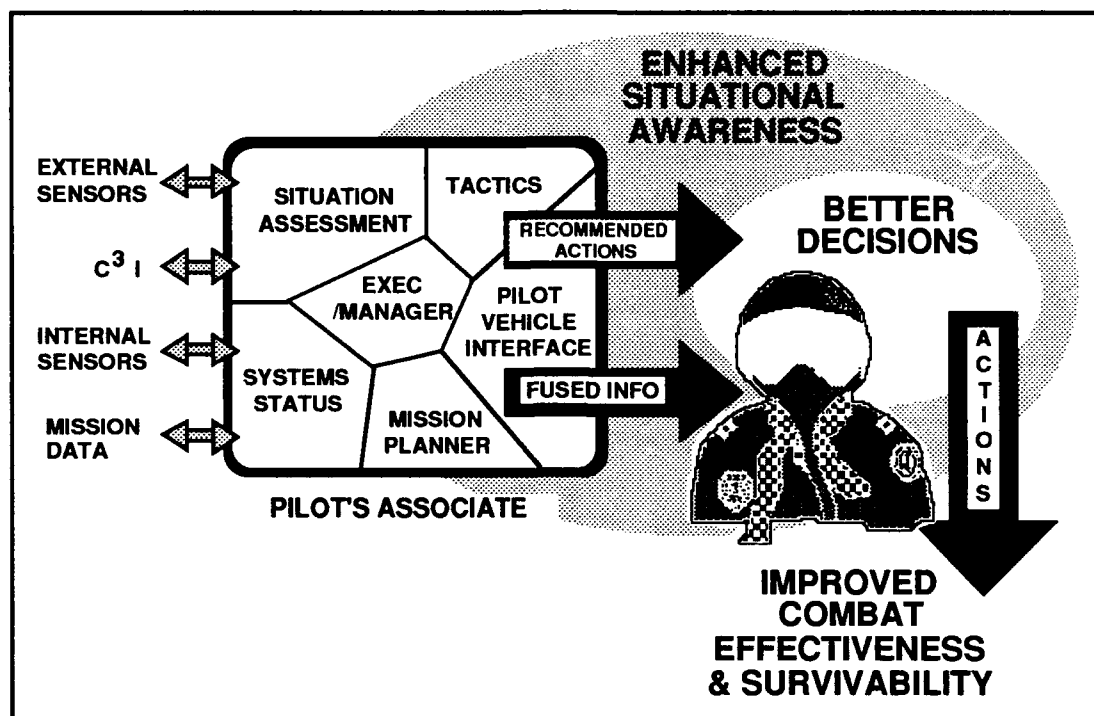 ENHANCED
SITUATIONAL
AWARENESS
EXTERNAL
SENSORS
C³ I
INTERNAL
SENSORS
MISSION
DATA
SITUATION
ASSESSMENT
TACTICS
EXEC
/MANAGER
SYSTEMS
STATUS
MISSION
PLANNER
PILOT
VEHICLE
INTERFACE
RECOMMENDED
ACTIONS
FUSED INFO
PILOT'S ASSOCIATE
BETTER
DECISIONS
ACTIONS
IMPROVED
COMBAT
EFFECTIVENESS
& SURVIVABILITY